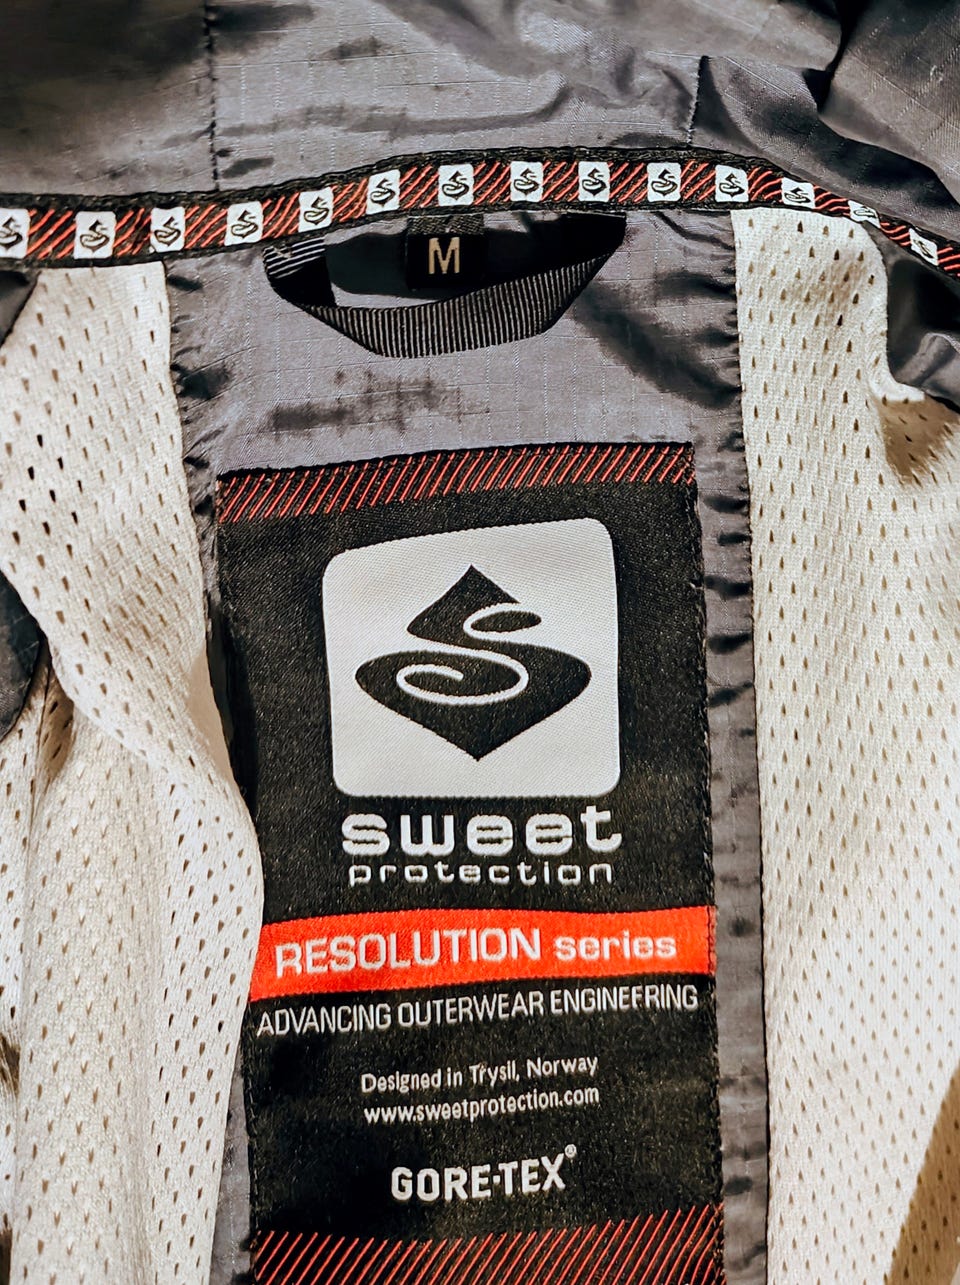 M
sweet
protection
RESOLUTION series
ADVANCING OUTERWEAR ENGINEERING
Designed in Trysil, Norway
www.sweetprotection.com
GORE-TEX®